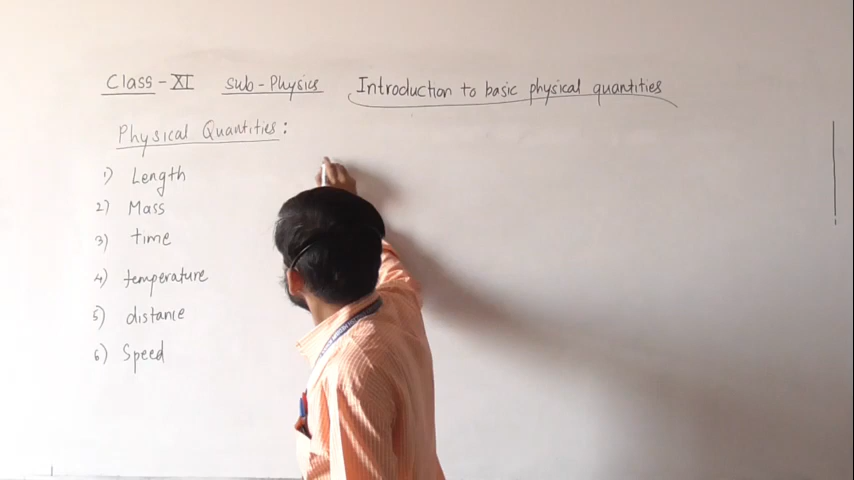 Class-XI Sub-Physics Introduction to basic physical quantities
Physical Quantities:
1) Length
2) Mass
3) time
4) temperature
5) distance
6) Speed